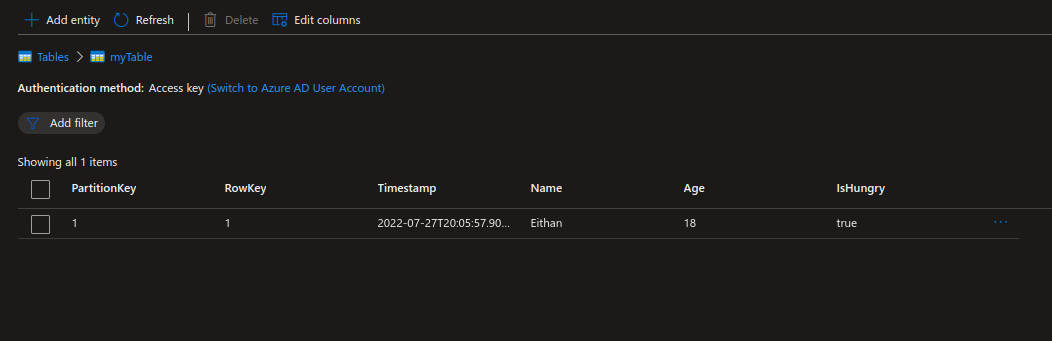 Add entity Refresh Delete Edit columns
Tables myTable
Authentication method: Access key (Switch to Azure AD User Account)
Add filter
Showing all 1 items
PartitionKey RowKey Timestamp Name Age IsHungry
1 1 2022-07-27T20:05:57.90... Eithan 18 true ...